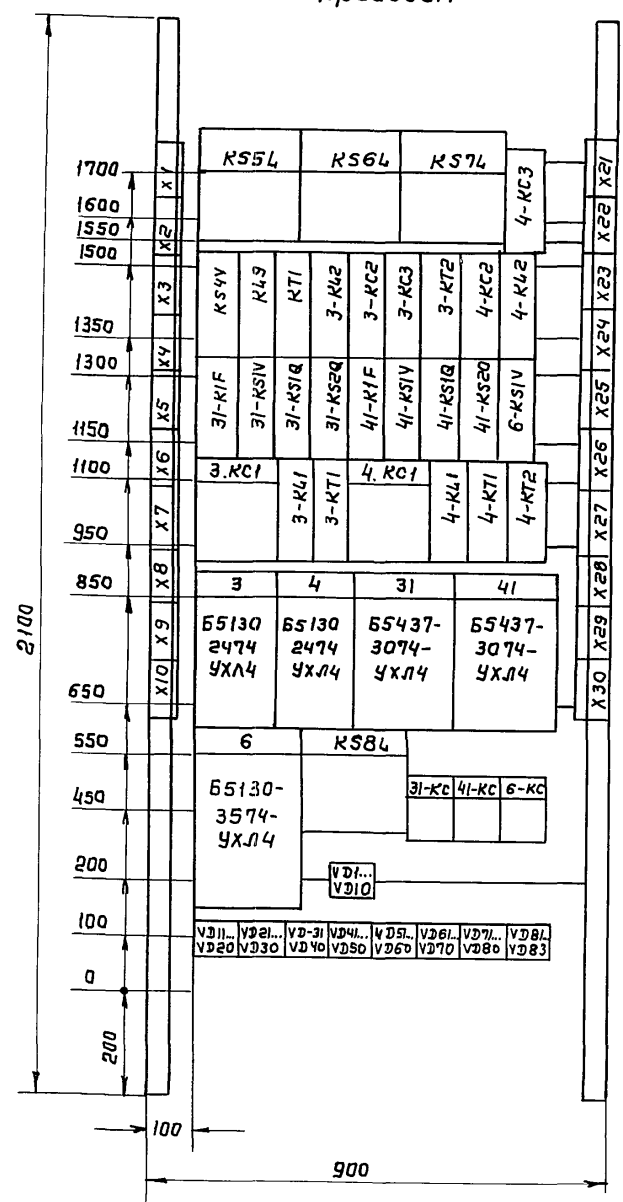 KS5L KS6L KS7L 4-KC3
1700
1600
1550
1500
X1
X2
X3
X4
X5
X6
X7
X8
X9
X10
X21
X22
X23
X24
X25
X26
X27
X28
X29
X30
KS4V KL9 KT1 3-KL2 3-KC2 3-KC3 3-KT2 4-KC2 4-KL2
1350
1300
31-K1F 31-KS1V 31-KS1Q 31-KS2Q 41-K1F 41-KS1V 41-KS1Q 41-KS2Q 6-KS1V
1150
1100
3.KC1 3-KL1 3-KT1 4.KC1 4-KL1 4-KT1 4-KT2
950
850
3 4 31 41
Б5130 Б5130 Б5437- Б5437-
2474 2474 3074- 3074-
УХЛ4 УХЛ4 УХЛ4 УХЛ4
2100
650
6 KS8L
550
Б5130-
3574-
УХЛ4
31-KC 41-KC 6-KC
450
200
VD1...
VD10
100
VD11... VD21... VD-31 VD41... VD51.. VD61... VD71... VD81..
VD20 VD30 VD40 VD50 VD60 VD70 VD80 VD83
0
200
100
900